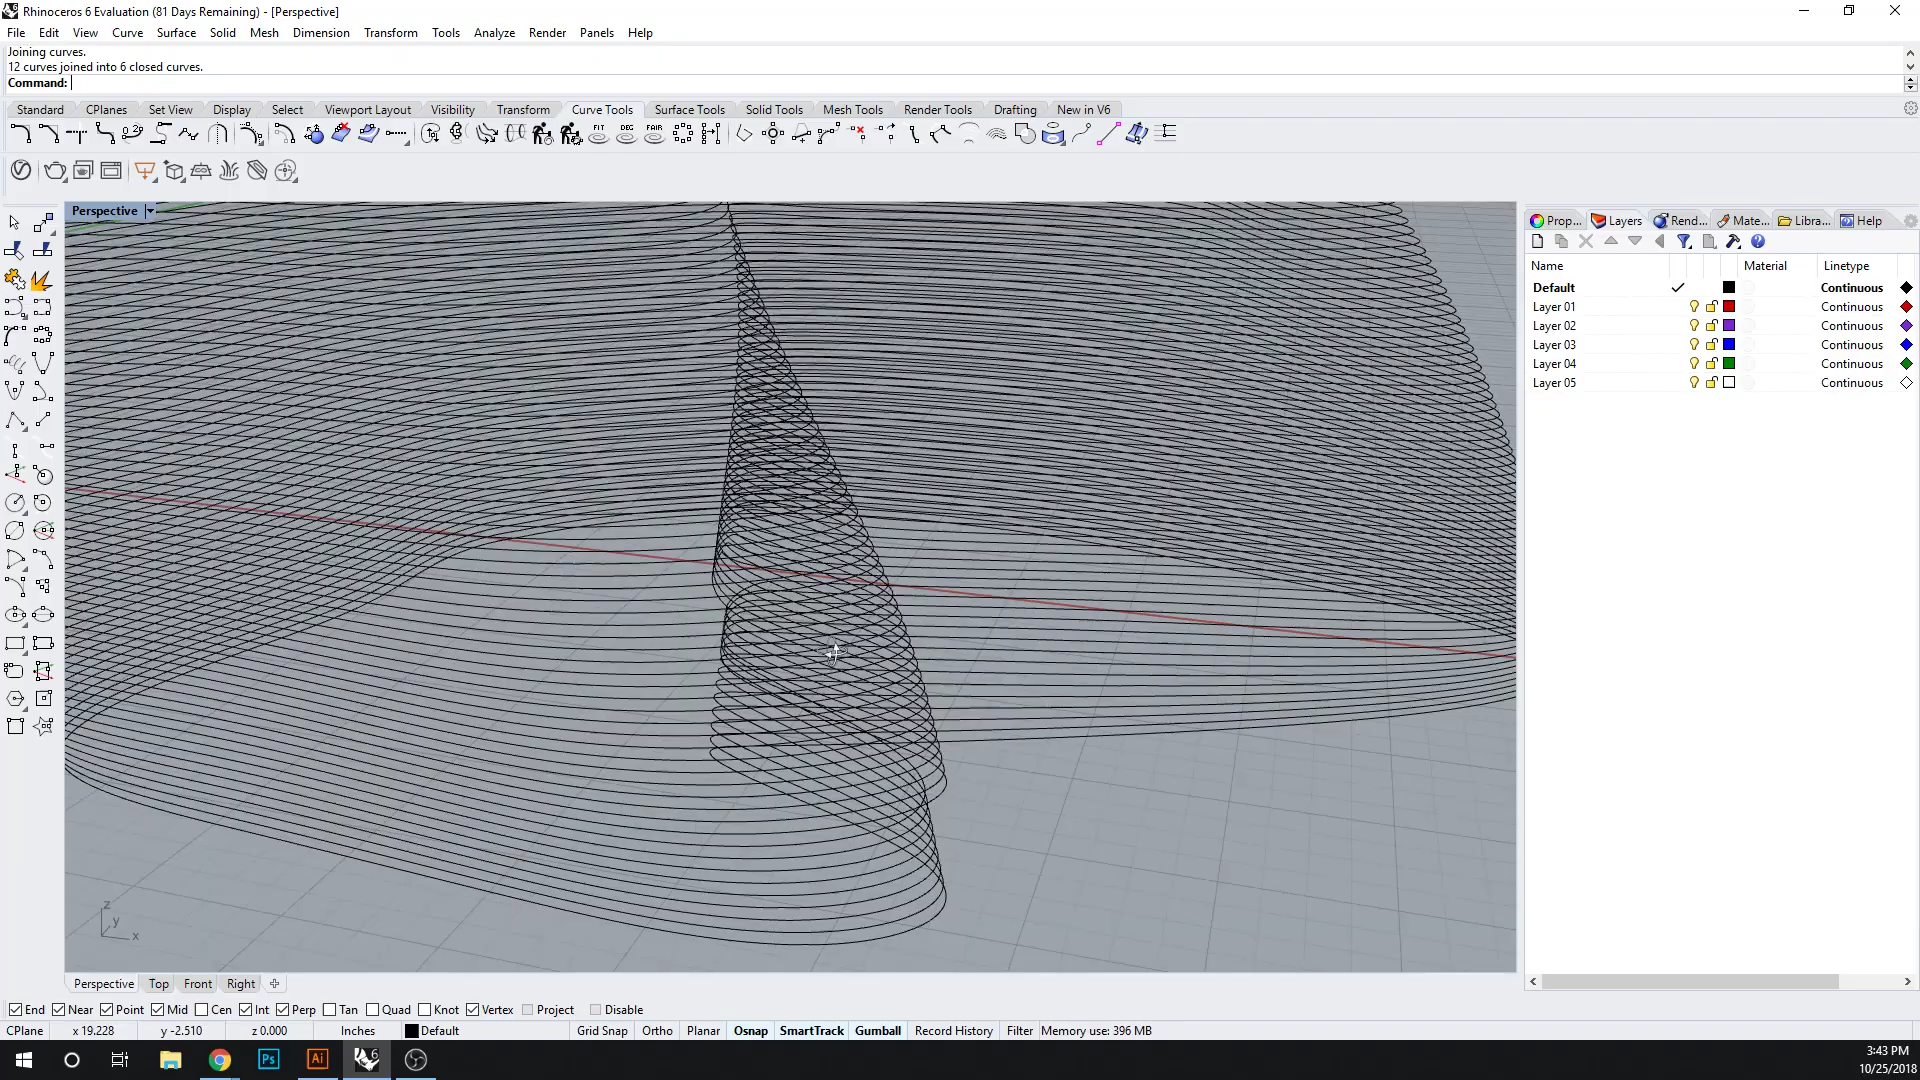 Rhinoceros 6 Evaluation (81 Days Remaining) - [Perspective]
File Edit View Curve Surface Solid Mesh Dimension Transform Tools Analyze Render Panels Help
Joining curves.
12 curves joined into 6 closed curves.
Command:
Standard CPlanes Set View Display Select Viewport Layout Visibility Transform Curve Tools Surface Tools Solid Tools Mesh Tools Render Tools Drafting New in V6
FIT DEG FAIR
Perspective
Prop... Layers Rend... Mate... Libra... Help
Name Material Linetype
Default Continuous
Layer 01 Continuous
Layer 02 Continuous
Layer 03 Continuous
Layer 04 Continuous
Layer 05 Continuous
z
y
x
Perspective Top Front Right
End Near Point Mid Cen Int Perp Tan Quad Knot Vertex Project Disable
CPlane x 19.228 y -2.510 z 0.000 Inches Default Grid Snap Ortho Planar Osnap SmartTrack Gumball Record History Filter Memory use: 396 MB
Ps Ai 6
3:43 PM
10/25/2018